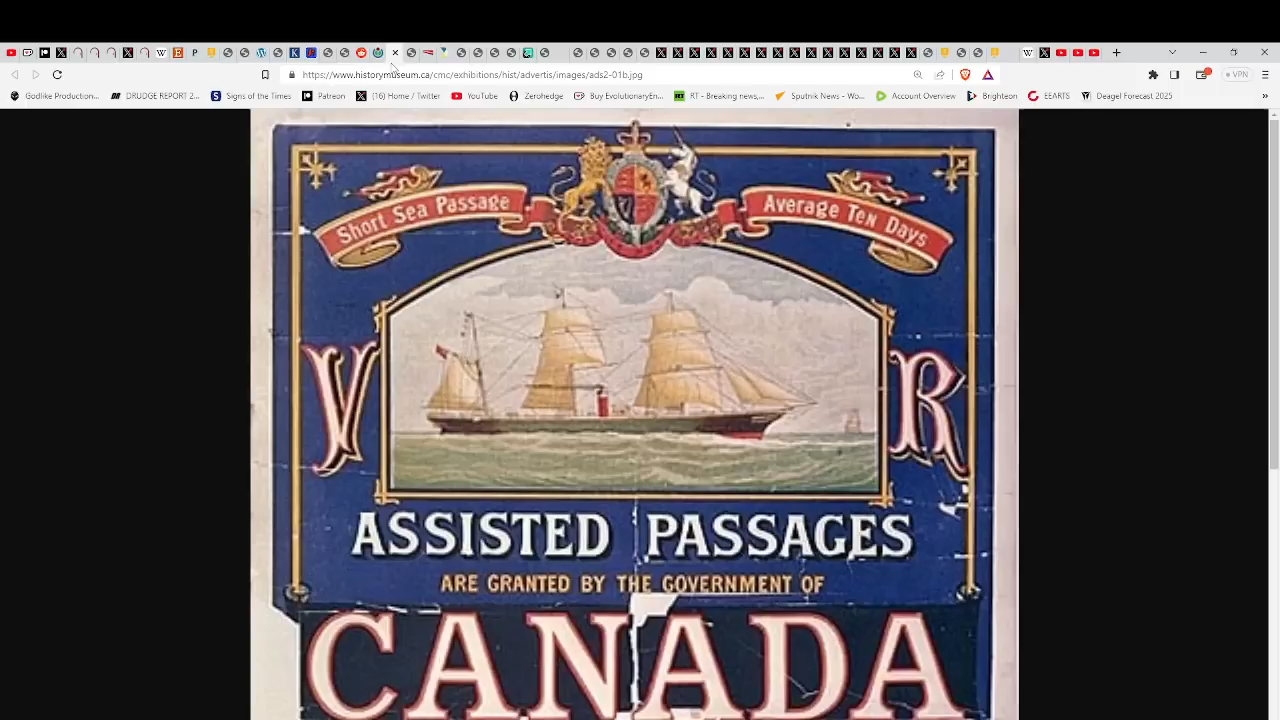 https://www.historymuseum.ca/cmc/exhibitions/hist/advertis/images/ads2-01b.jpg
VPN
Godlike Production...
DRUDGE REPORT 2...
Signs of the Times
Patreon
(16) Home / Twitter
YouTube
Zerohedge
Buy EvolutionaryEn...
RT - Breaking news,...
Sputnik News - Wo...
Account Overview
Brighteon
EEARTS
Deagel Forecast 2025
»
Short Sea Passage
Average Ten Days
V R
ASSISTED PASSAGES
ARE GRANTED BY THE GOVERNMENT OF
CANADA